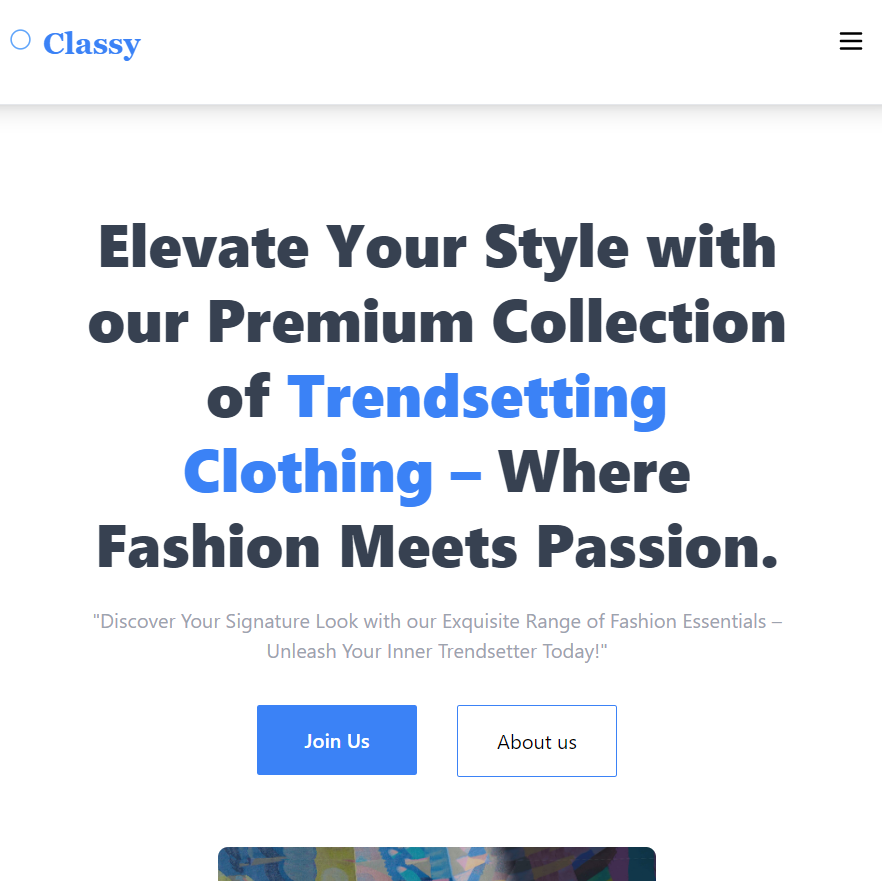 Classy
Elevate Your Style with
our Premium Collection
of Trendsetting
Clothing – Where
Fashion Meets Passion.
"Discover Your Signature Look with our Exquisite Range of Fashion Essentials –
Unleash Your Inner Trendsetter Today!"
Join Us
About us